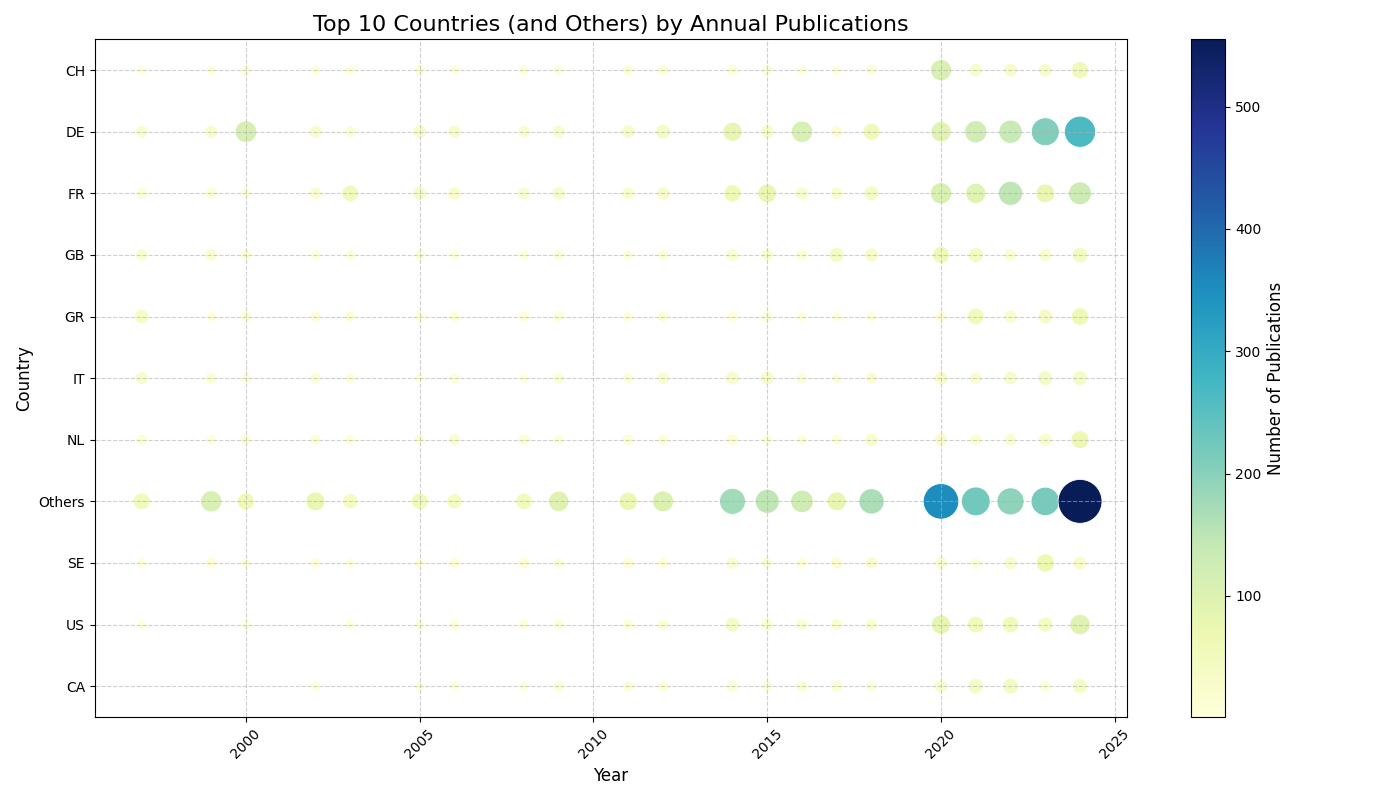 Top 10 Countries (and Others) by Annual Publications
CH
DE
FR
GB
GR
IT
NL
Others
SE
US
CA
Country
2000
2005
2010
2015
2020
2025
Year
500
400
300
200
100
Number of Publications